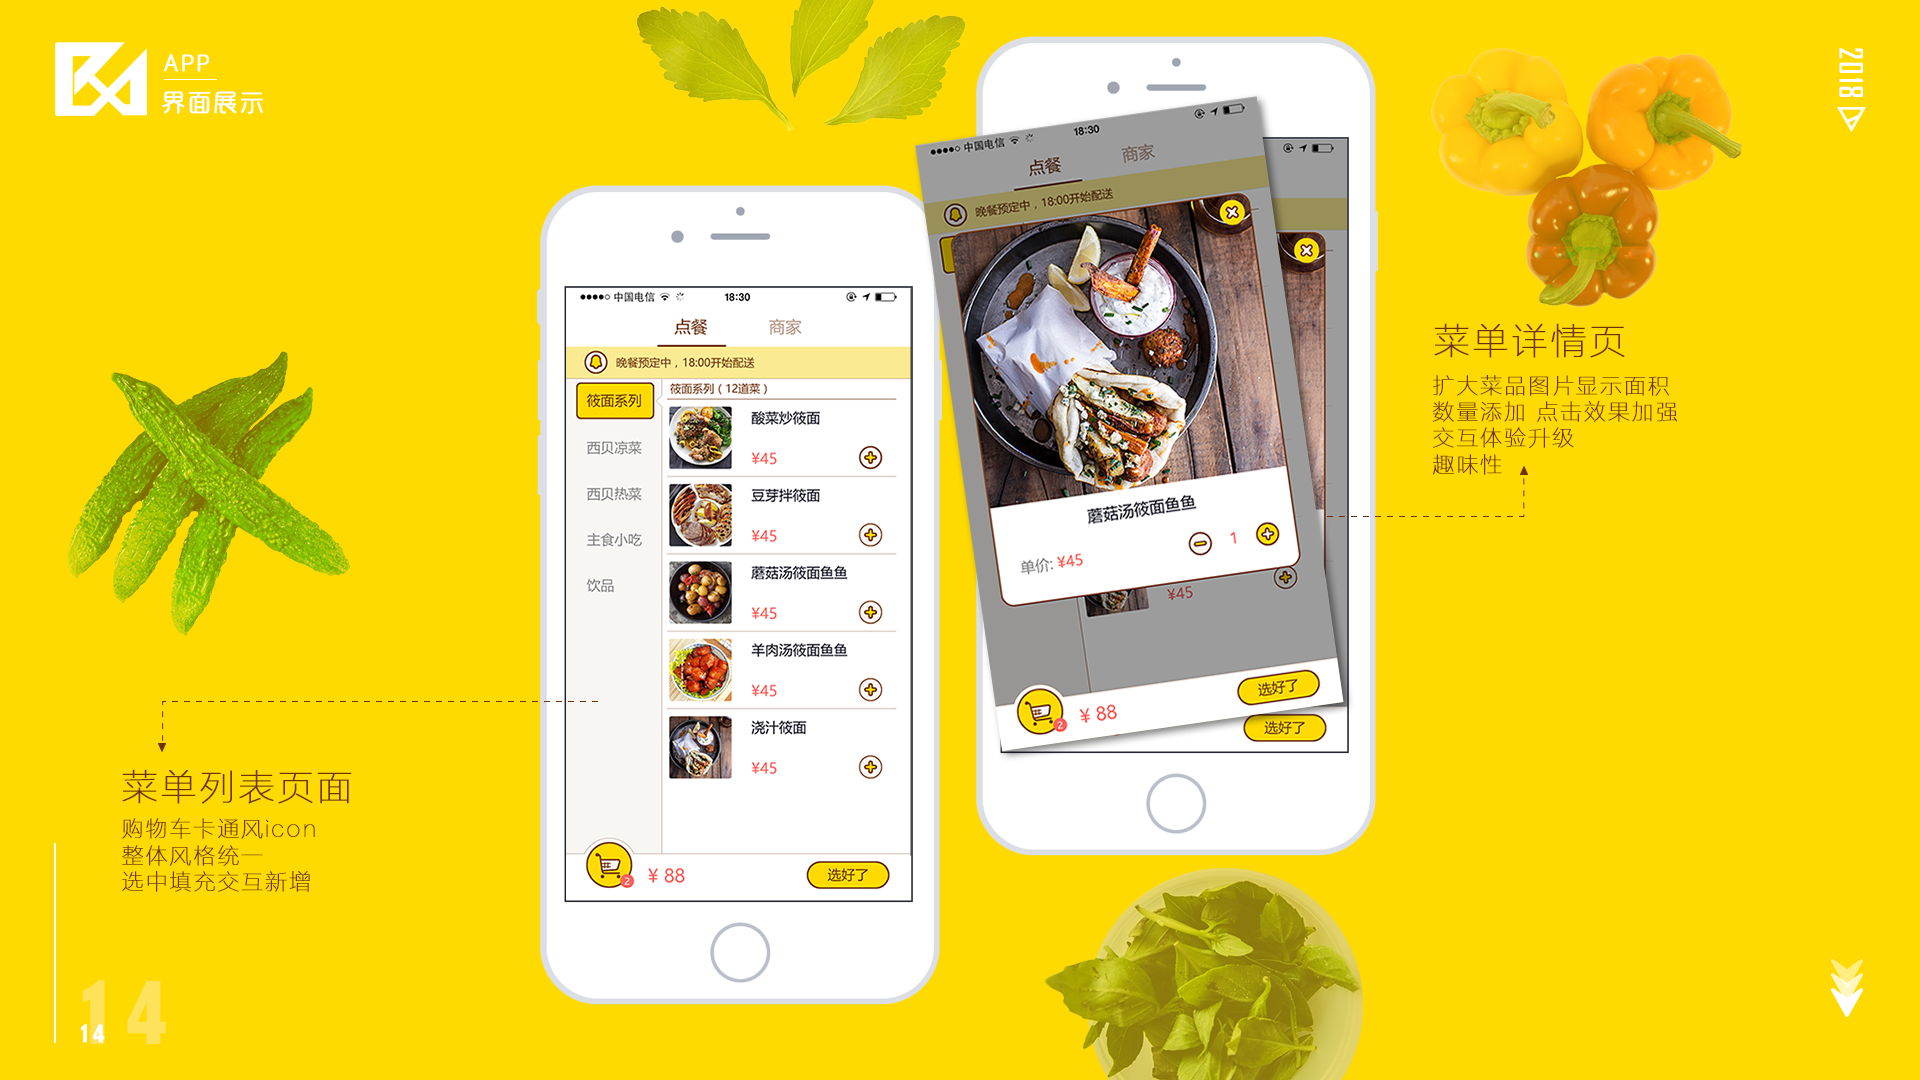 APP
界面展示
2018
中国电信
18:30
点餐
商家
晚餐预定中，18:00开始配送
筱面系列
西贝凉菜
西贝热菜
主食小吃
饮品
筱面系列（12道菜）
酸菜炒筱面
¥45
豆芽拌筱面
¥45
蘑菇汤筱面鱼鱼
¥45
羊肉汤筱面鱼鱼
¥45
浇汁筱面
¥45
2
¥ 88
选好了
中国电信
18:30
点餐
商家
晚餐预定中，18:00开始配送
蘑菇汤筱面鱼鱼
单价: ¥45
1
¥45
2
¥ 88
选好了
选好了
菜单详情页
扩大菜品图片显示面积
数量添加 点击效果加强
交互体验升级
趣味性
菜单列表页面
购物车卡通风icon
整体风格统一
选中填充交互新增
14
14